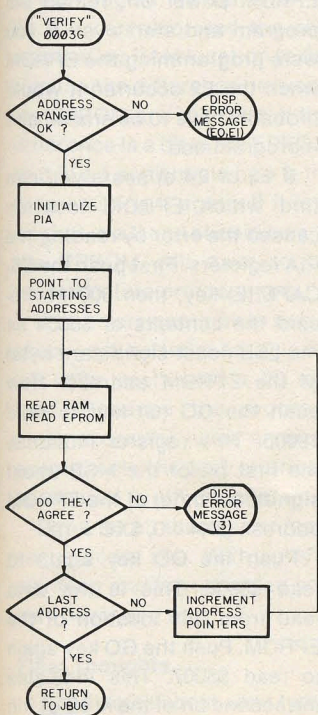 "VERIFY"
0003G
ADDRESS
RANGE
OK ?
NO
DISP
ERROR
MESSAGE
(E0,E1)
YES
INITIALIZE
PIA
POINT TO
STARTING
ADDRESSES
READ RAM
READ EPROM
DO THEY
AGREE ?
NO
DISP
ERROR
MESSAGE
(3)
YES
LAST
ADDRESS
?
NO
INCREMENT
ADDRESS
POINTERS
YES
RETURN
TO JBUG